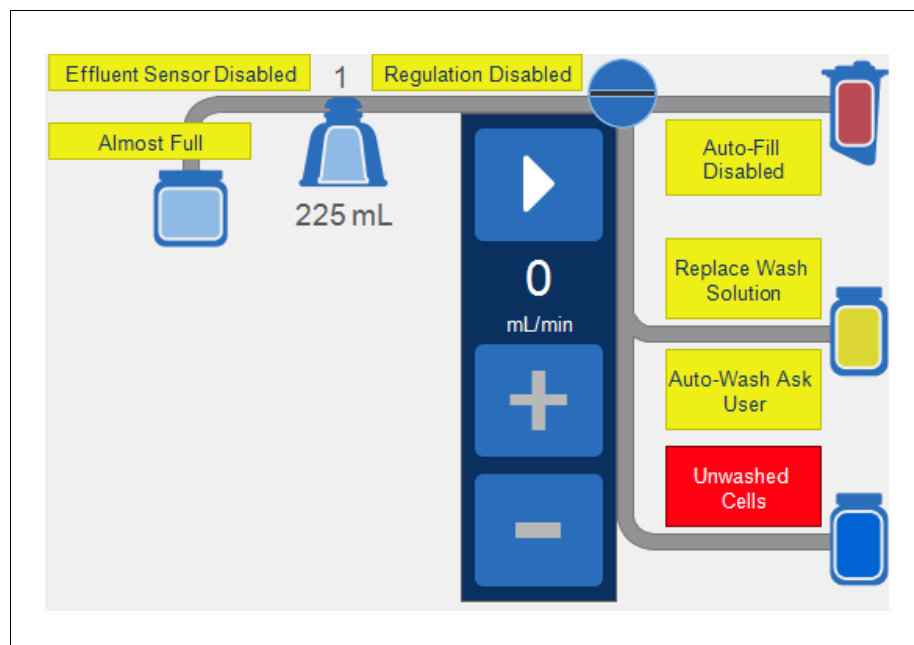 Effluent Sensor Disabled
1
Regulation Disabled
Almost Full
225 mL
Auto-Fill
Disabled
0
mL/min
Replace Wash
Solution
Auto-Wash Ask
User
Unwashed
Cells